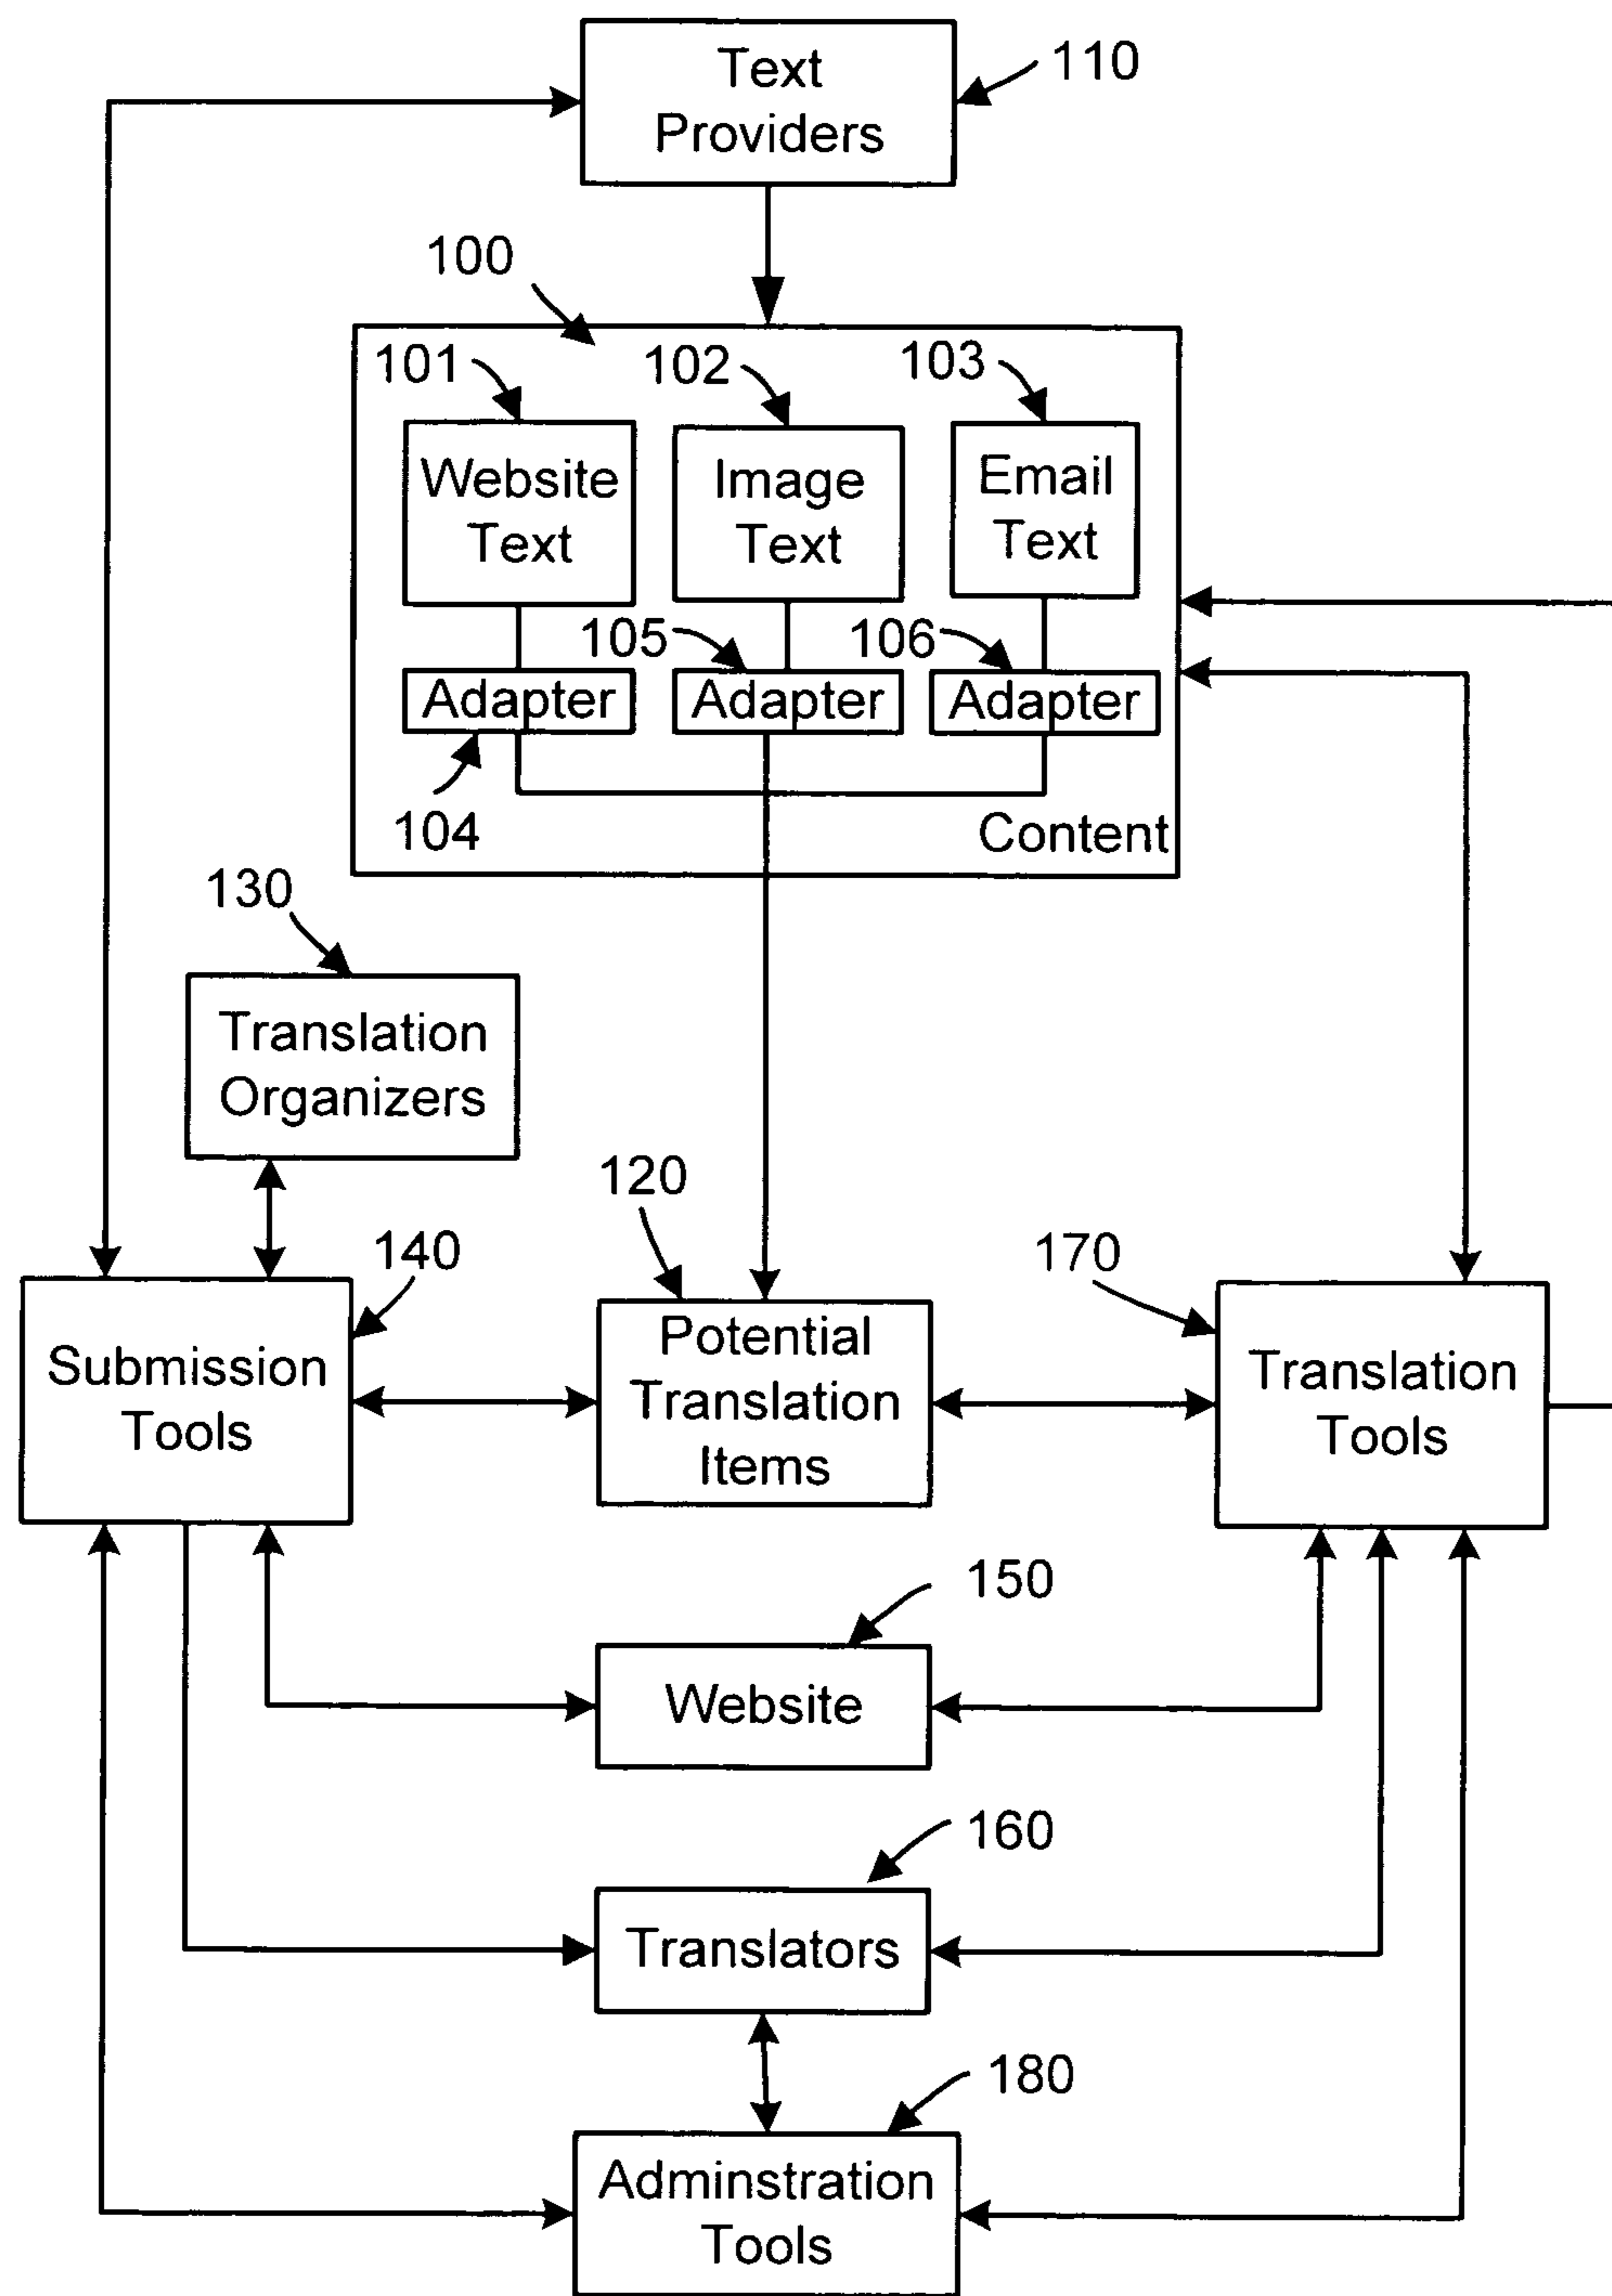 Text
Providers
110
100
101
102
103
Website
Text
Image
Text
Email
Text
105
106
Adapter
Adapter
Adapter
104
Content
130
Translation
Organizers
120
140
170
Submission
Tools
Potential
Translation
Items
Translation
Tools
150
Website
160
Translators
180
Adminstration
Tools